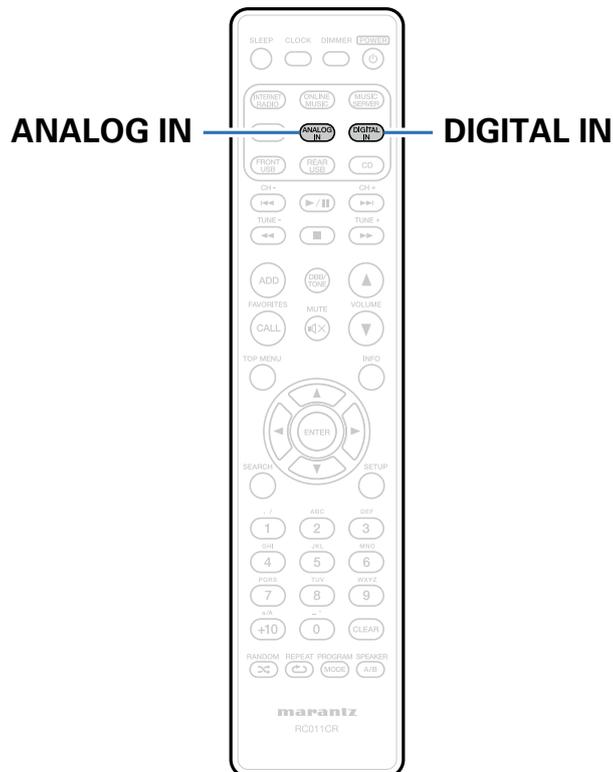 SLEEP CLOCK DIMMER POWER
INTERNET RADIO ONLINE MUSIC MUSIC SERVER
ANALOG IN ANALOG IN DIGITAL IN DIGITAL IN
FRONT USB REAR USB CD
CH - CH +
TUNE - TUNE +
ADD DBB/TONE
FAVORITES MUTE VOLUME
CALL
TOP MENU INFO
ENTER
SEARCH SETUP
. / ABC DEF
1 2 3
GHI JKL MNO
4 5 6
PQRS TUV WXYZ
7 8 9
a/A
+10 0 CLEAR
RANDOM REPEAT PROGRAM SPEAKER
MODE A/B
marantz
RC011CR